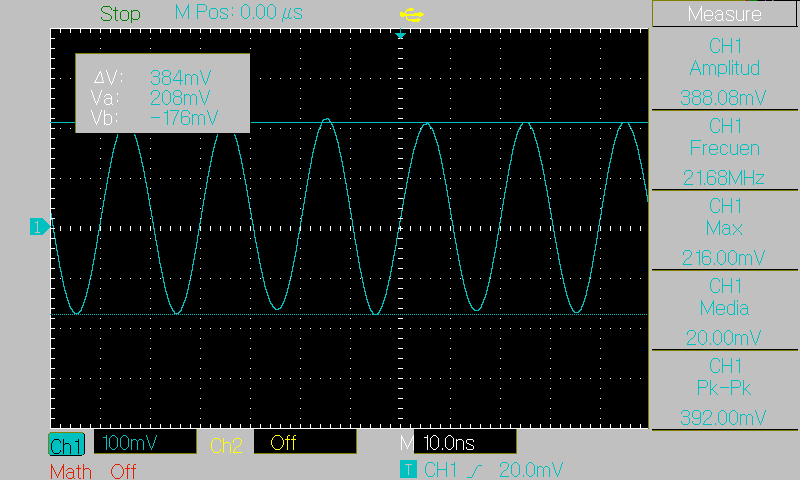 Stop M Pos: 0.00 µs Measure
ΔV: 384mV
Va: 208mV
Vb: -176mV
CH1
Amplitud
388.08mV
CH1
Frecuen
21.68MHz
CH1
Max
216.00mV
CH1
Media
20.00mV
CH1
Pk-Pk
392.00mV
1
Ch1 100mV Ch2 Off M 10.0ns
Math Off T CH1 20.0mV